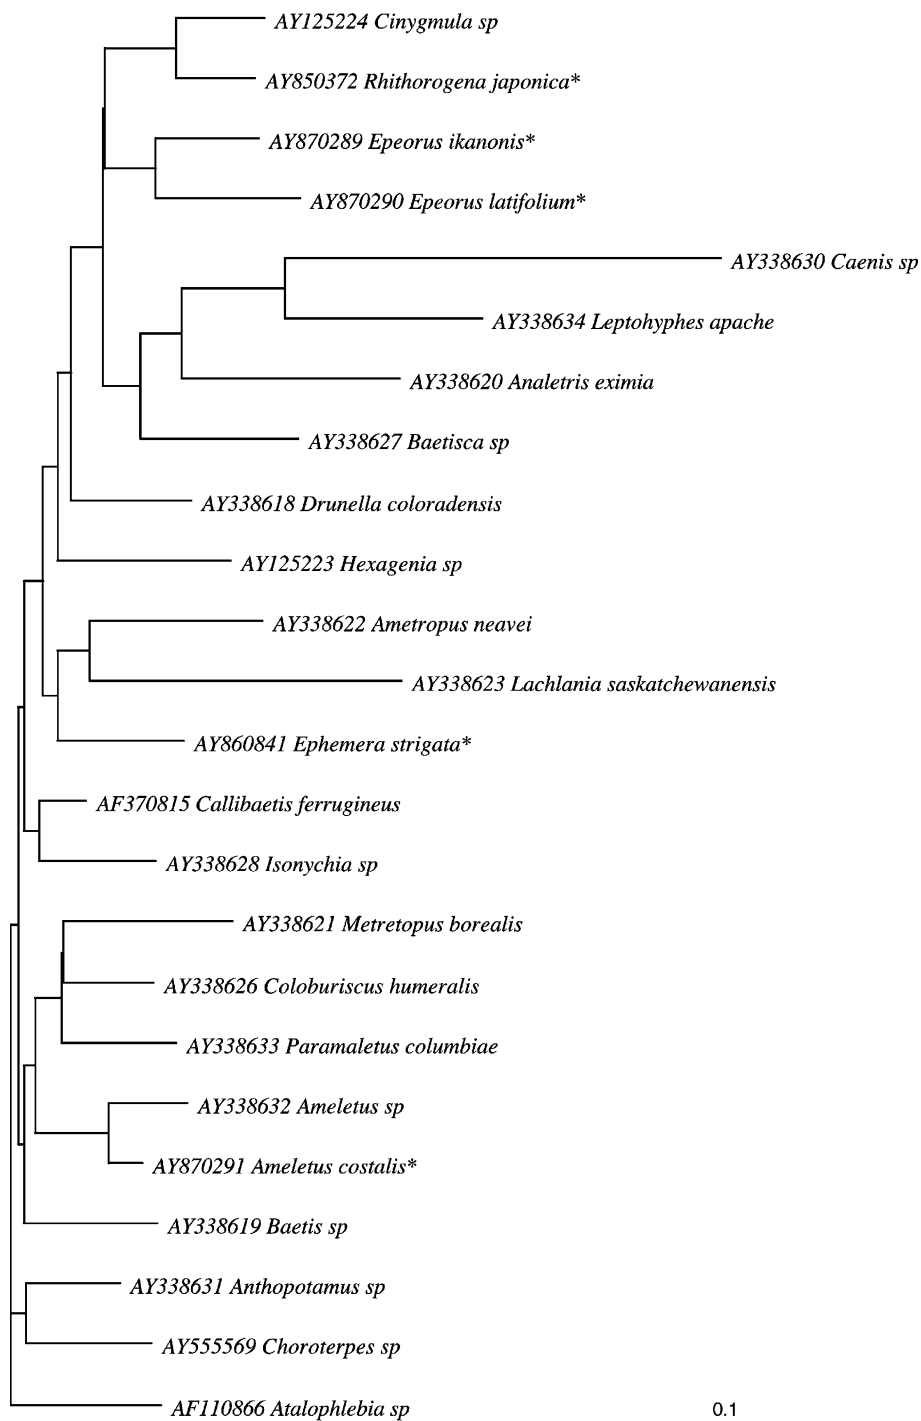 AY125224 Cinygmula sp
AY850372 Rhithorogena japonica*
AY870289 Epeorus ikanonis*
AY870290 Epeorus latifolium*
AY338630 Caenis sp
AY338634 Leptohyphes apache
AY338620 Analetris eximia
AY338627 Baetisca sp
AY338618 Drunella coloradensis
AY125223 Hexagenia sp
AY338622 Ametropus neavei
AY338623 Lachlania saskatchewanensis
AY860841 Ephemera strigata*
AF370815 Callibaetis ferrugineus
AY338628 Isonychia sp
AY338621 Metretopus borealis
AY338626 Coloburiscus humeralis
AY338633 Paramaletus columbiae
AY338632 Ameletus sp
AY870291 Ameletus costalis*
AY338619 Baetis sp
AY338631 Anthopotamus sp
AY555569 Choroterpes sp
AF110866 Atalophlebia sp
0.1